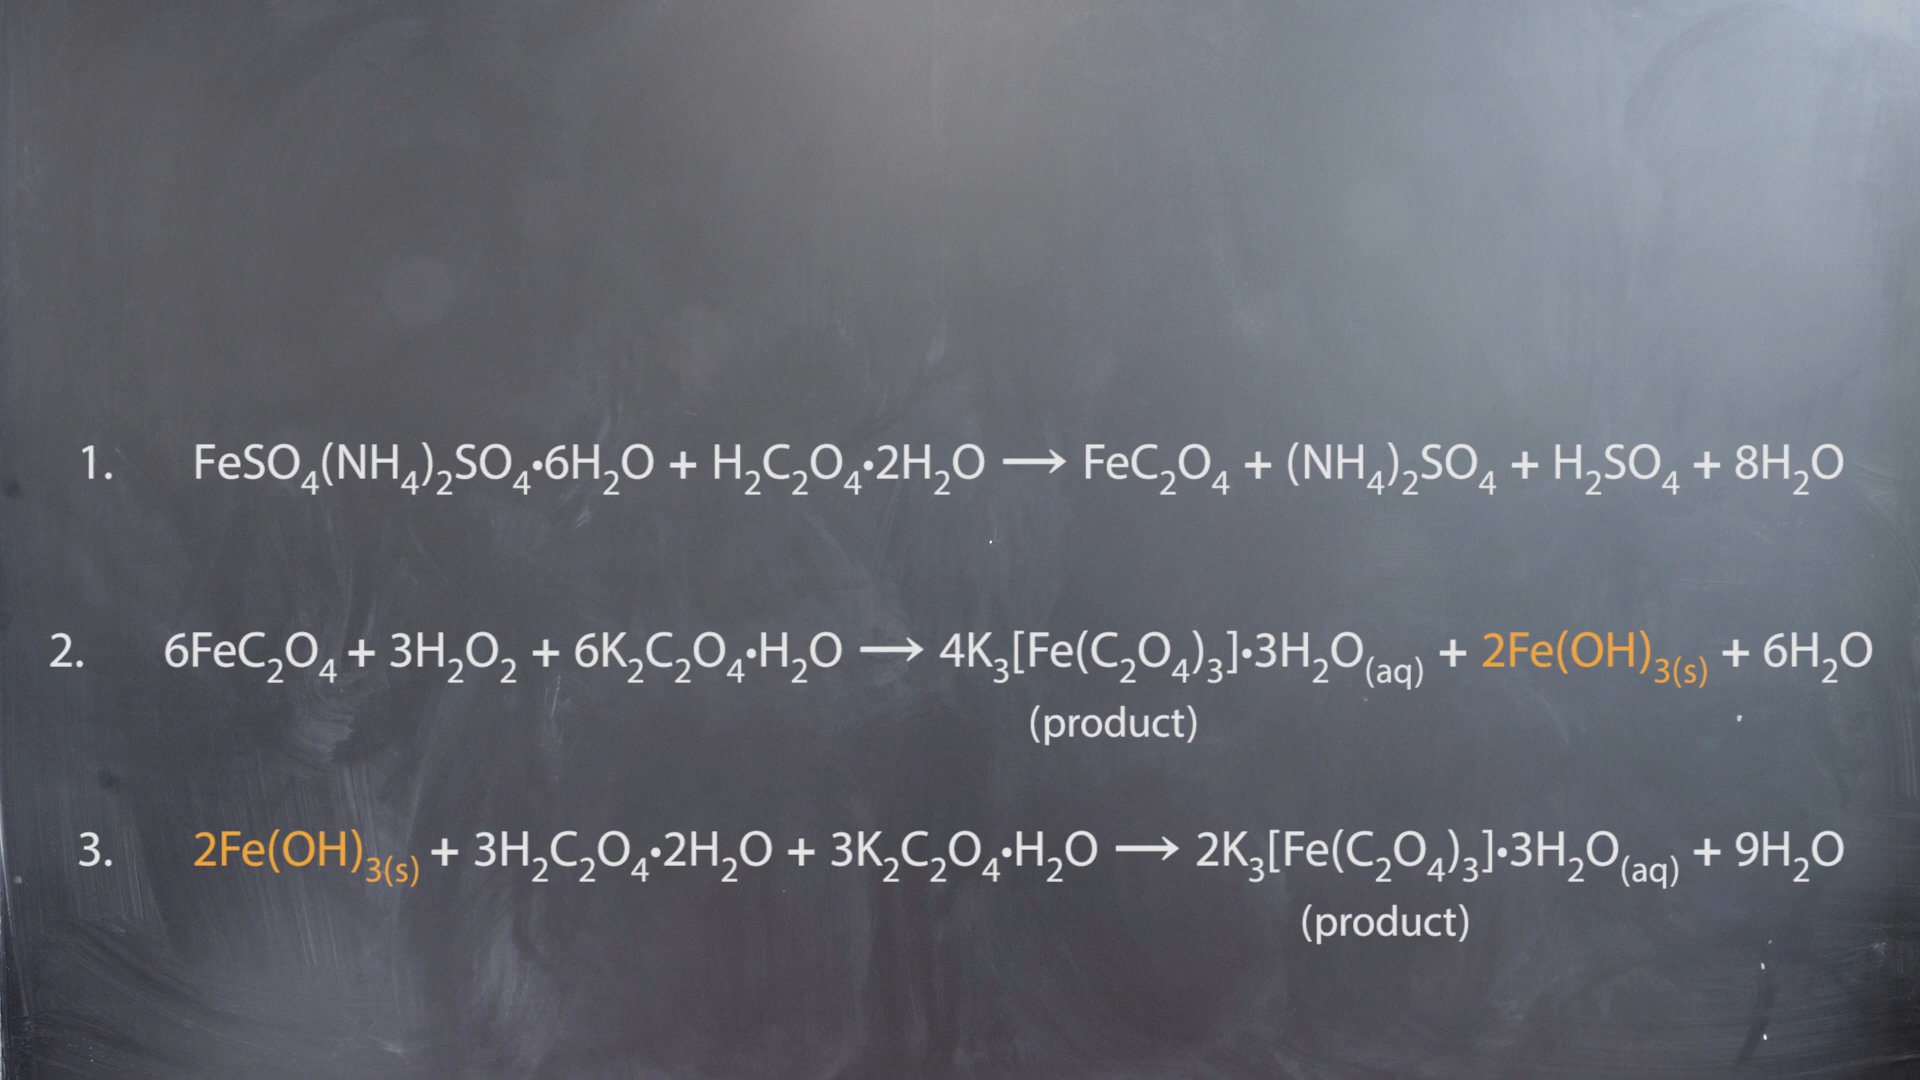 1. FeSO₄(NH₄)₂SO₄•6H₂O + H₂C₂O₄•2H₂O ⟶ FeC₂O₄ + (NH₄)₂SO₄ + H₂SO₄ + 8H₂O
2. 6FeC₂O₄ + 3H₂O₂ + 6K₂C₂O₄•H₂O ⟶ 4K₃[Fe(C₂O₄)₃]•3H₂O(aq) + 2Fe(OH)₃(s) + 6H₂O
(product)
3. 2Fe(OH)₃(s) + 3H₂C₂O₄•2H₂O + 3K₂C₂O₄•H₂O ⟶ 2K₃[Fe(C₂O₄)₃]•3H₂O(aq) + 9H₂O
(product)